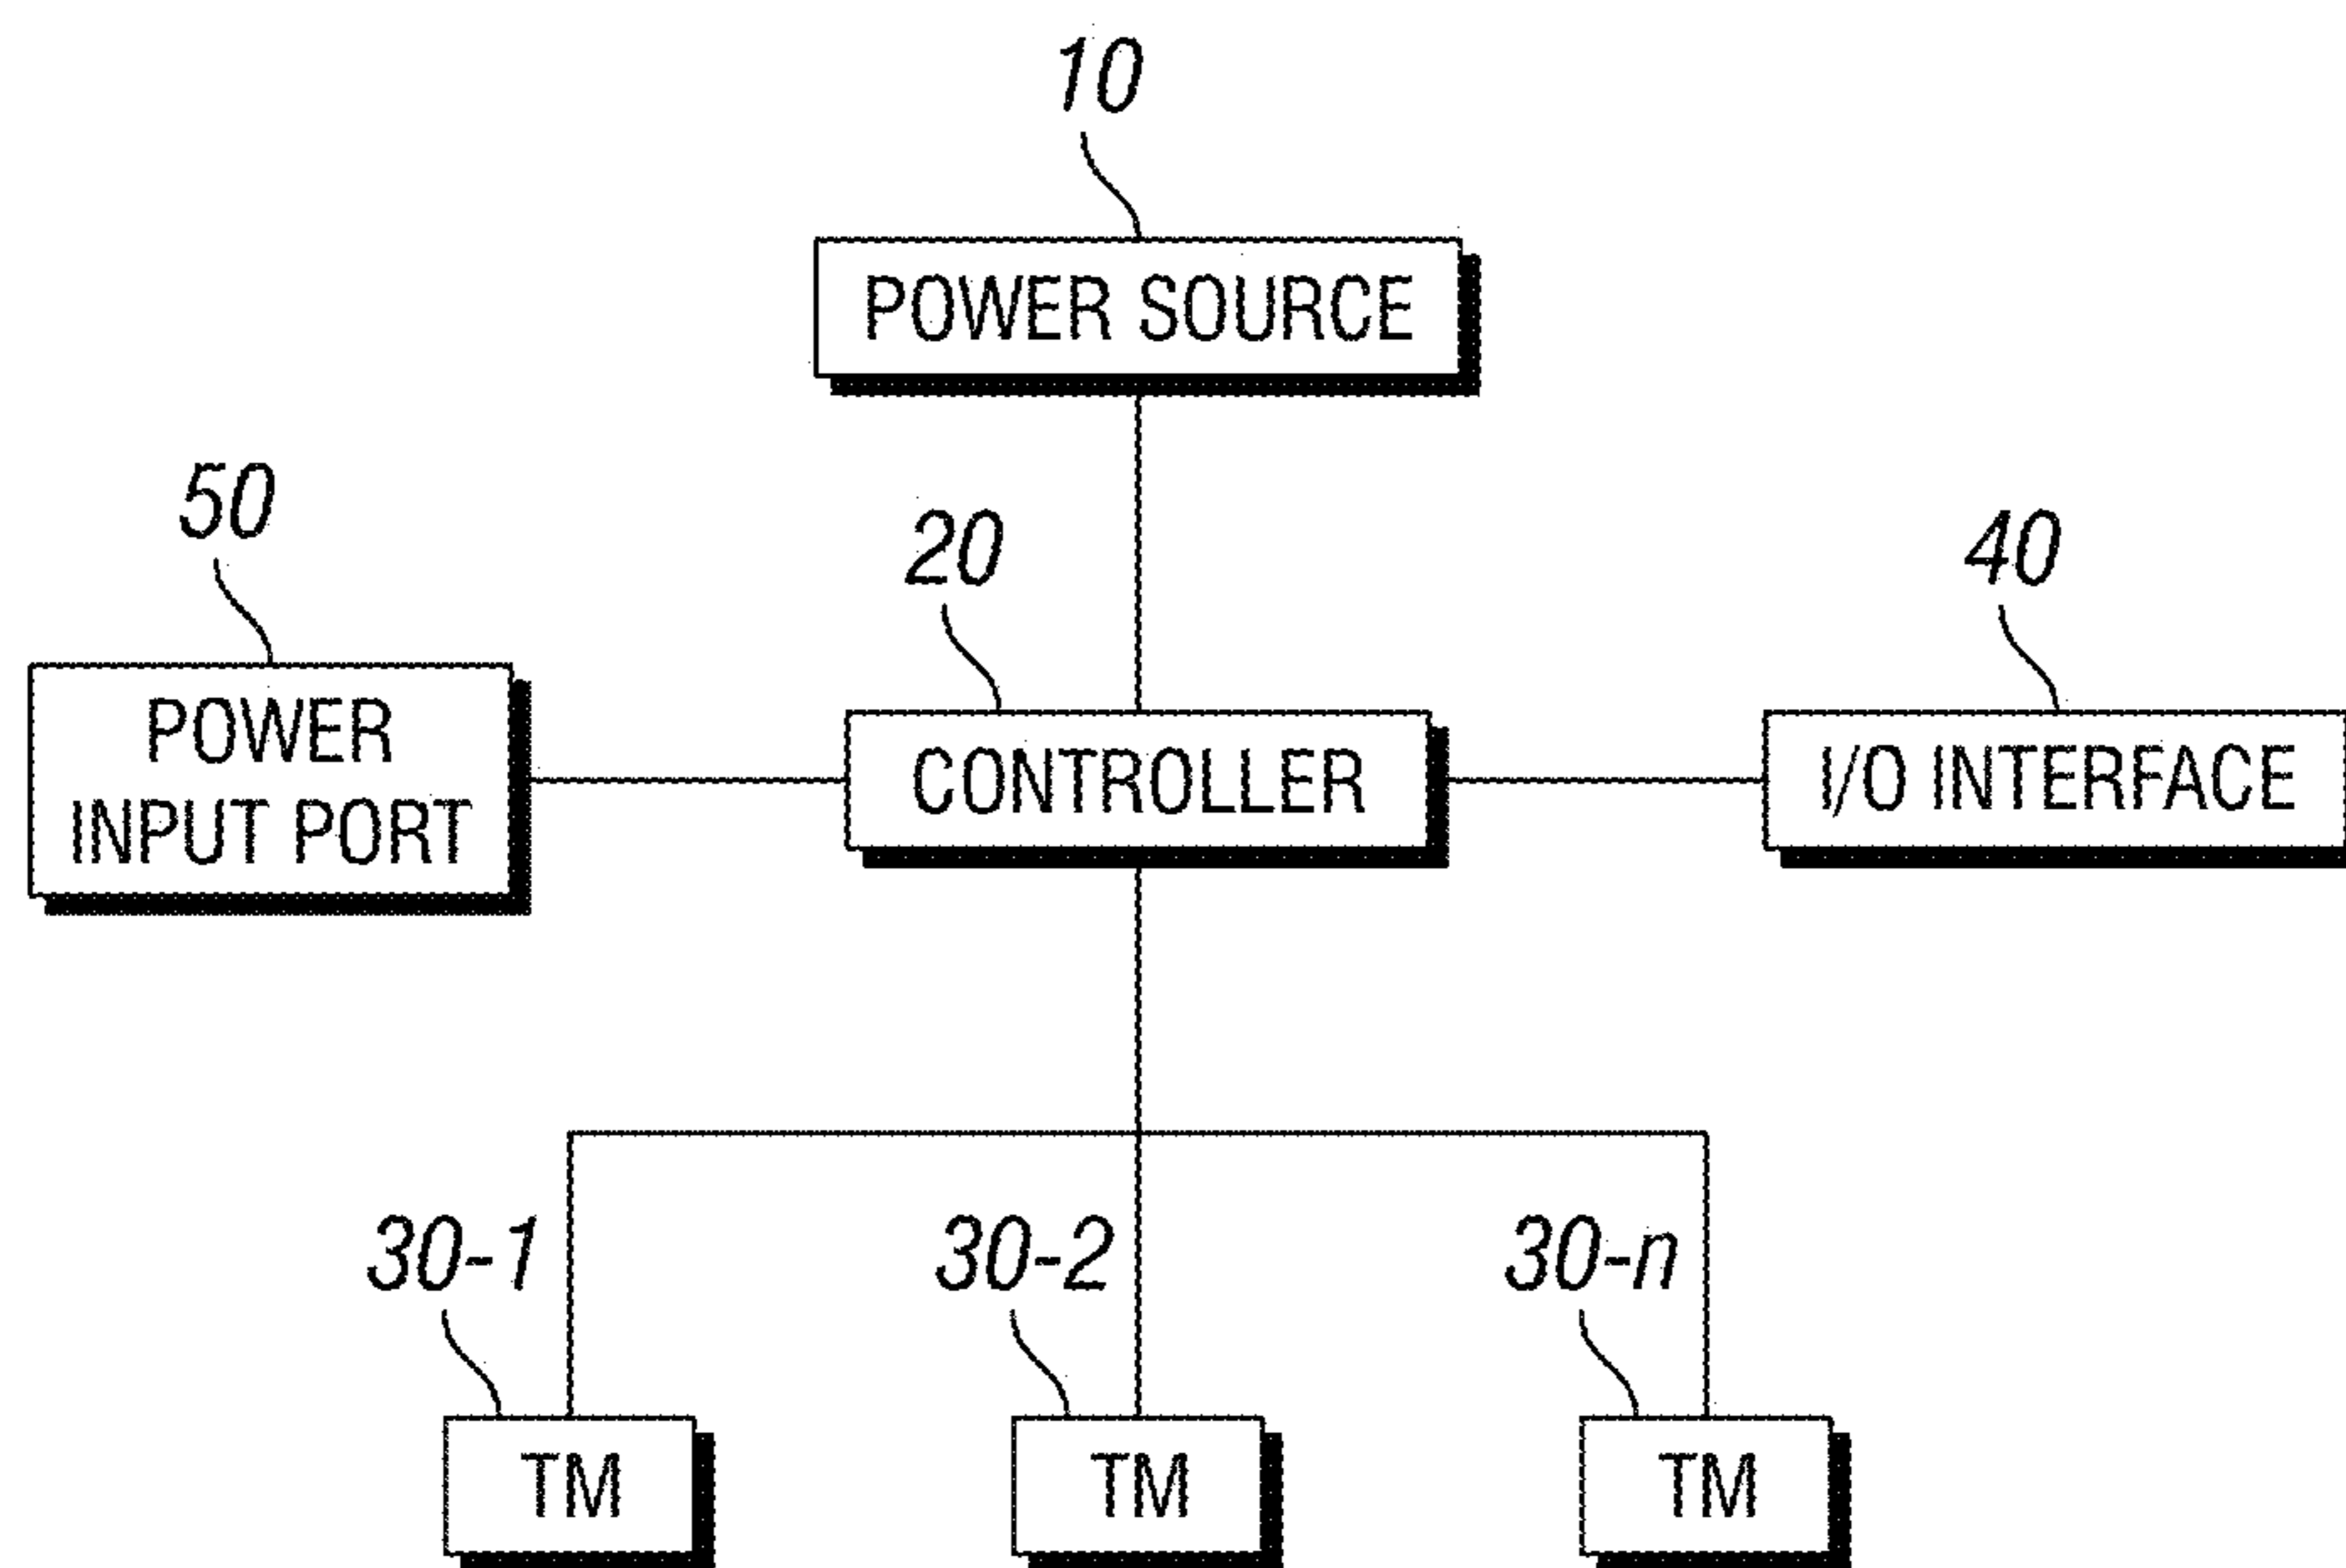 10
POWER SOURCE
50
20
40
POWER
INPUT PORT
CONTROLLER
I/O INTERFACE
30-1
30-2
30-n
TM
TM
TM